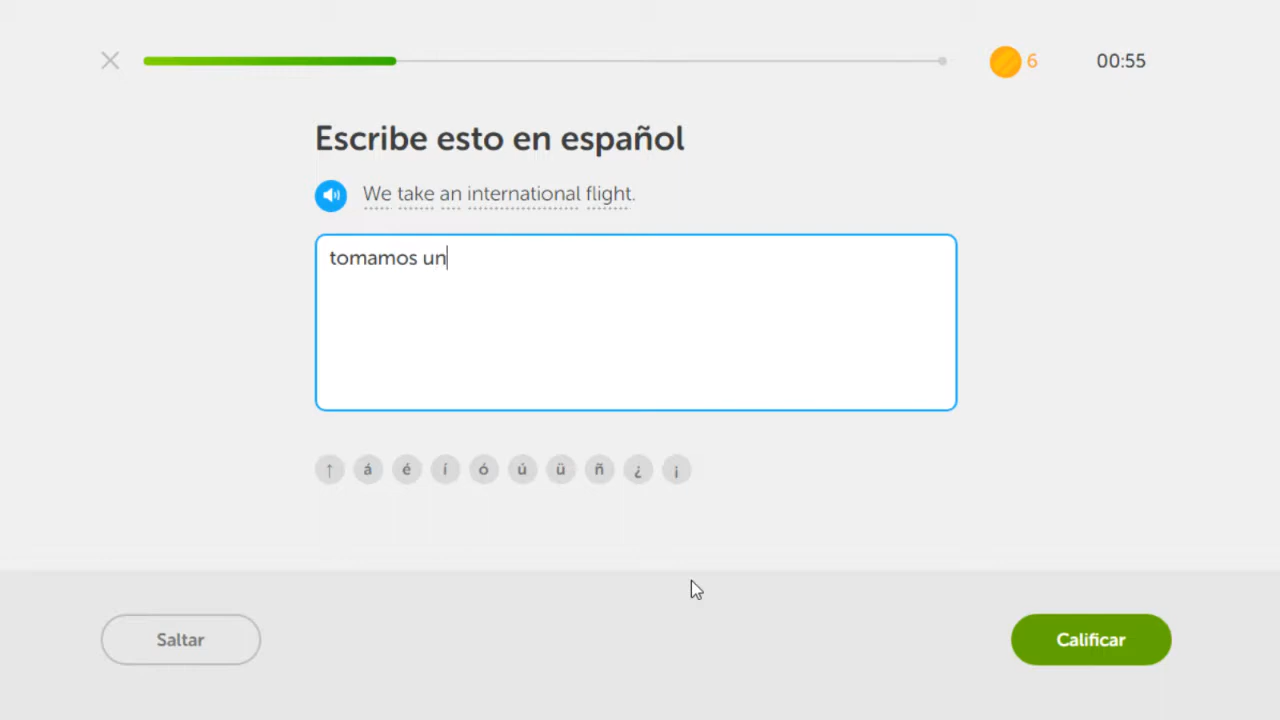 6
00:55
Escribe esto en español
We take an international flight.
tomamos un
↑ á é í ó ú ü ñ ¿ ¡
Saltar
Calificar